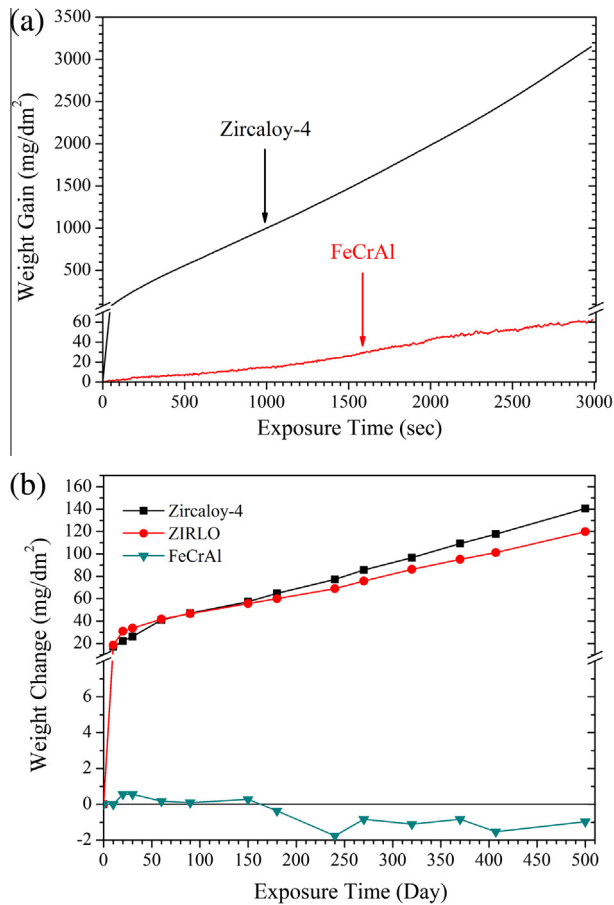 (a)
3500
3000
2500
2000
1500
1000
500
60
40
20
0
Weight Gain (mg/dm²)
Zircaloy-4
FeCrAl
0 500 1000 1500 2000 2500 3000
Exposure Time (sec)
(b)
160
140
120
100
80
60
40
20
6
4
2
0
-2
Weight Change (mg/dm²)
Zircaloy-4
ZIRLO
FeCrAl
0 50 100 150 200 250 300 350 400 450 500
Exposure Time (Day)